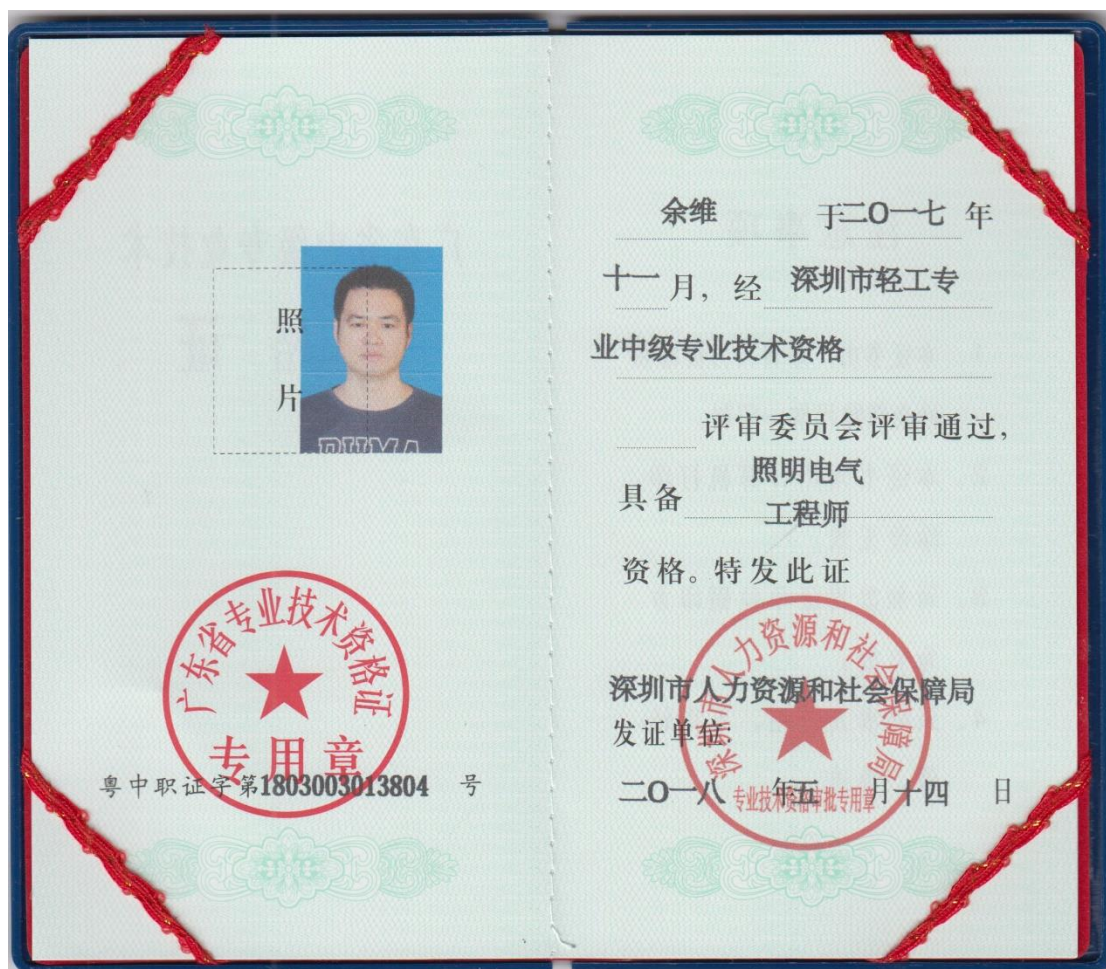 照
片
PUMA
广东省专业技术资格证
专用章
粤中职证字第1803003013804 号
余维 于二O一七 年
十一 月，经 深圳市轻工专
业中级专业技术资格
评审委员会评审通过，
照明电气
具备
工程师
资格。特发此证
深圳市人力资源和社会保障局
深圳市人力资源和社会保障局
发证单位：
二O一八 年五 月十四 日
专业技术资格审批专用章